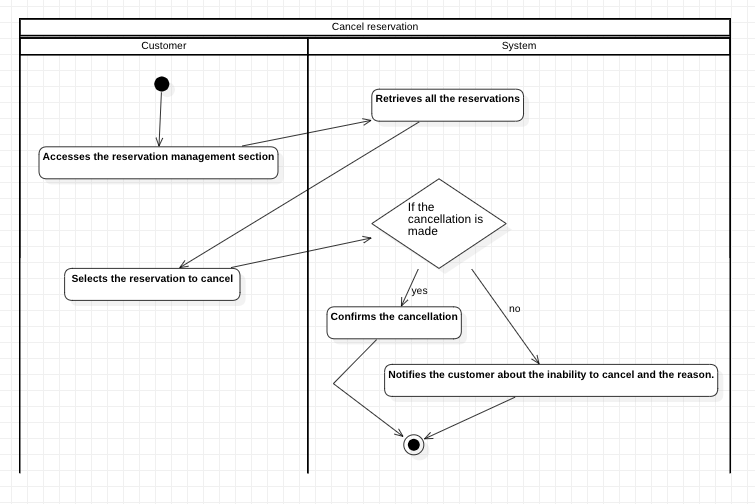 Cancel reservation
Customer
System
Retrieves all the reservations
Accesses the reservation management section
If the
cancellation is
made
Selects the reservation to cancel
yes
no
Confirms the cancellation
Notifies the customer about the inability to cancel and the reason.